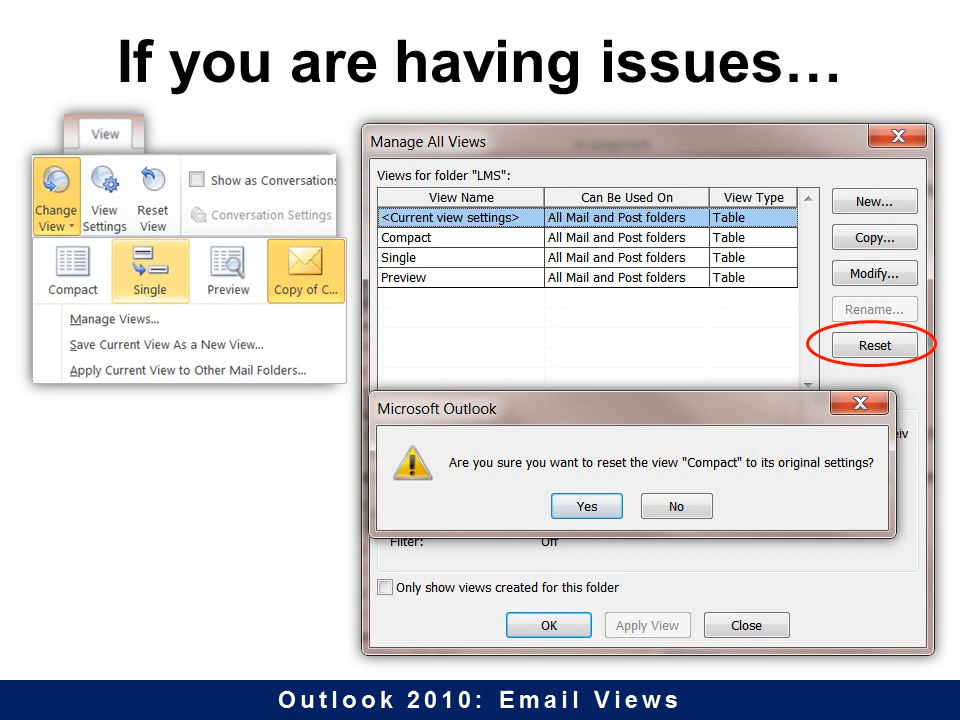 If you are having issues…
View
Change View
View Settings
Reset View
Show as Conversations
Conversation Settings
Compact
Single
Preview
Copy of C...
Manage Views...
Save Current View As a New View...
Apply Current View to Other Mail Folders...
Manage All Views
Views for folder "LMS":
View Name Can Be Used On View Type
<Current view settings> All Mail and Post folders Table
Compact All Mail and Post folders Table
Single All Mail and Post folders Table
Preview All Mail and Post folders Table
New...
Copy...
Modify...
Rename...
Reset
Microsoft Outlook
eiv
Are you sure you want to reset the view "Compact" to its original settings?
Yes No
Filter: Off
Only show views created for this folder
OK Apply View Close
Outlook 2010: Email Views